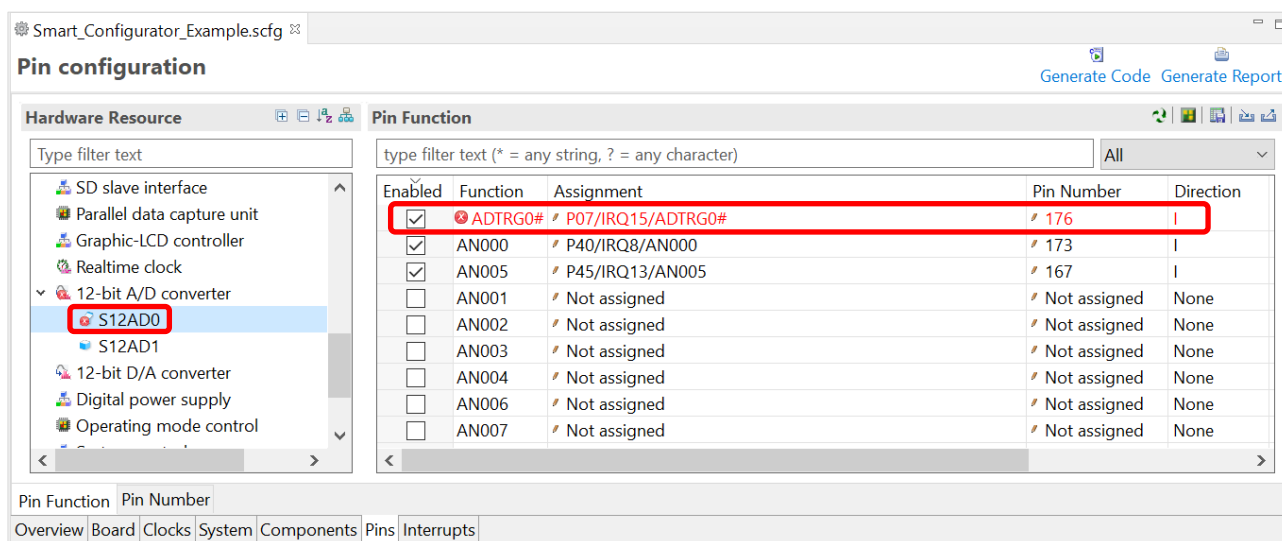 Smart_Configurator_Example.scfg
Pin configuration
Generate Code Generate Report
Hardware Resource
Pin Function
Type filter text
type filter text (* = any string, ? = any character)
All
SD slave interface
Parallel data capture unit
Graphic-LCD controller
Realtime clock
12-bit A/D converter
S12AD0
S12AD1
12-bit D/A converter
Digital power supply
Operating mode control
Enabled Function Assignment Pin Number Direction
ADTRG0# P07/IRQ15/ADTRG0# 176 I
AN000 P40/IRQ8/AN000 173 I
AN005 P45/IRQ13/AN005 167 I
AN001 Not assigned Not assigned None
AN002 Not assigned Not assigned None
AN003 Not assigned Not assigned None
AN004 Not assigned Not assigned None
AN006 Not assigned Not assigned None
AN007 Not assigned Not assigned None
Pin Function Pin Number
Overview Board Clocks System Components Pins Interrupts